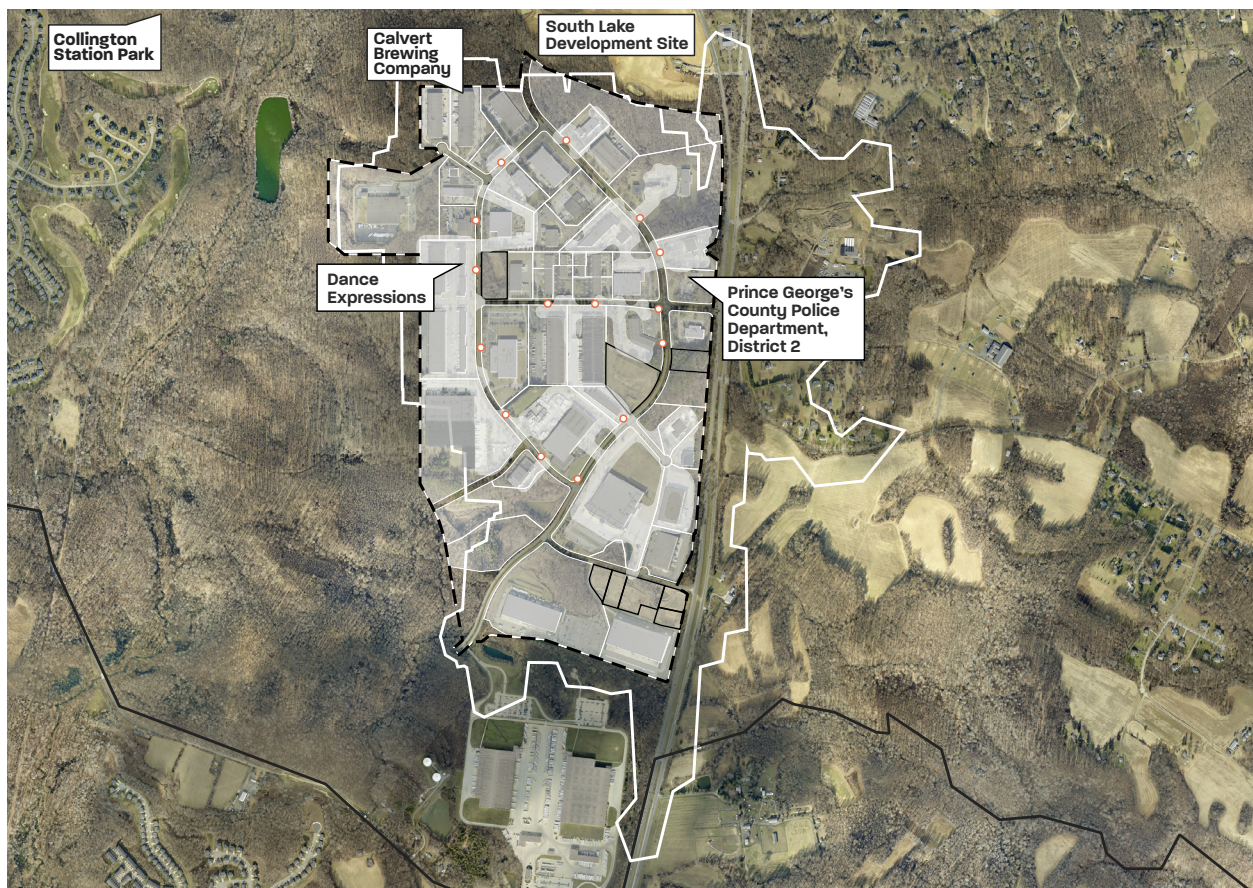 Collington
Station Park
Calvert
Brewing
Company
South Lake
Development Site
Dance
Expressions
Prince George's
County Police
Department,
District 2